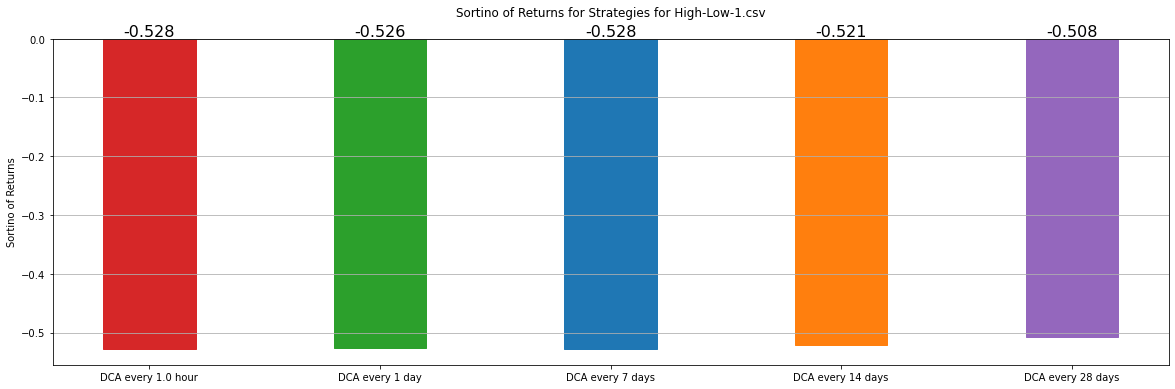 Sortino of Returns for Strategies for High-Low-1.csv
-0.528
-0.526
-0.528
-0.521
-0.508
0.0
−0.1
−0.2
−0.3
−0.4
−0.5
Sortino of Returns
DCA every 1.0 hour
DCA every 1 day
DCA every 7 days
DCA every 14 days
DCA every 28 days